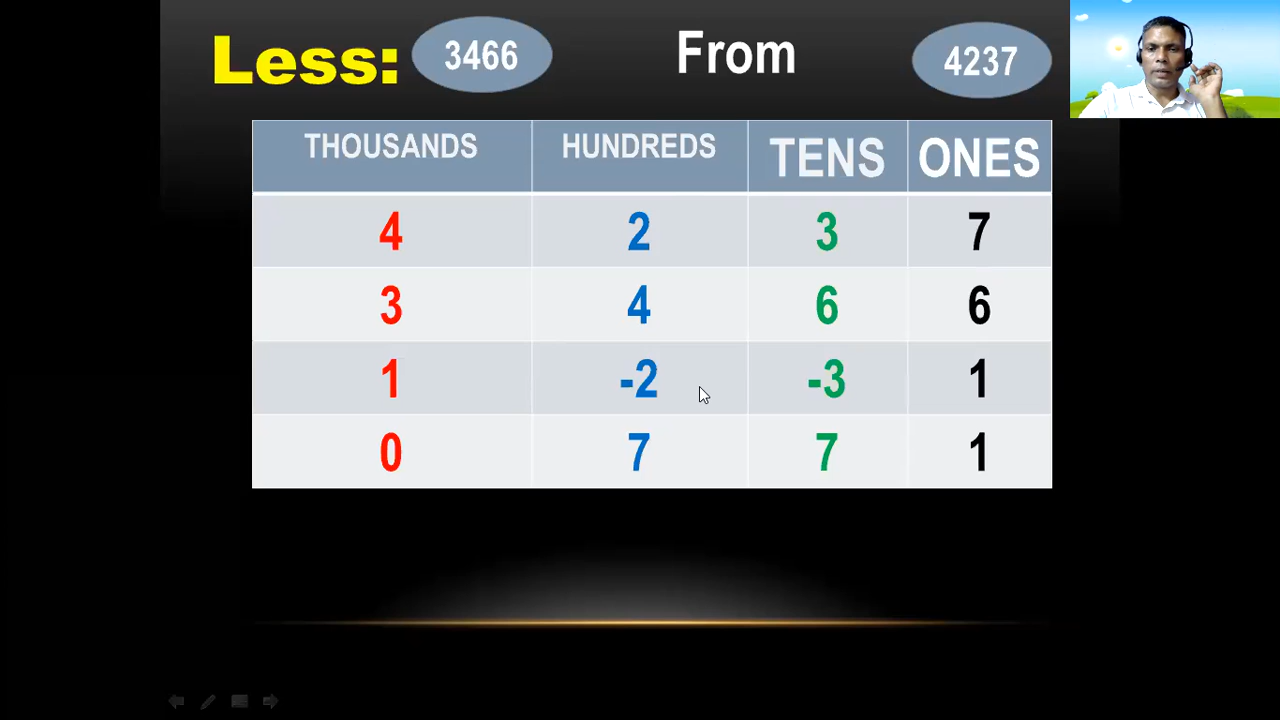 Less: 3466 From 4237
THOUSANDS HUNDREDS TENS ONES
4 2 3 7
3 4 6 6
1 -2 -3 1
0 7 7 1